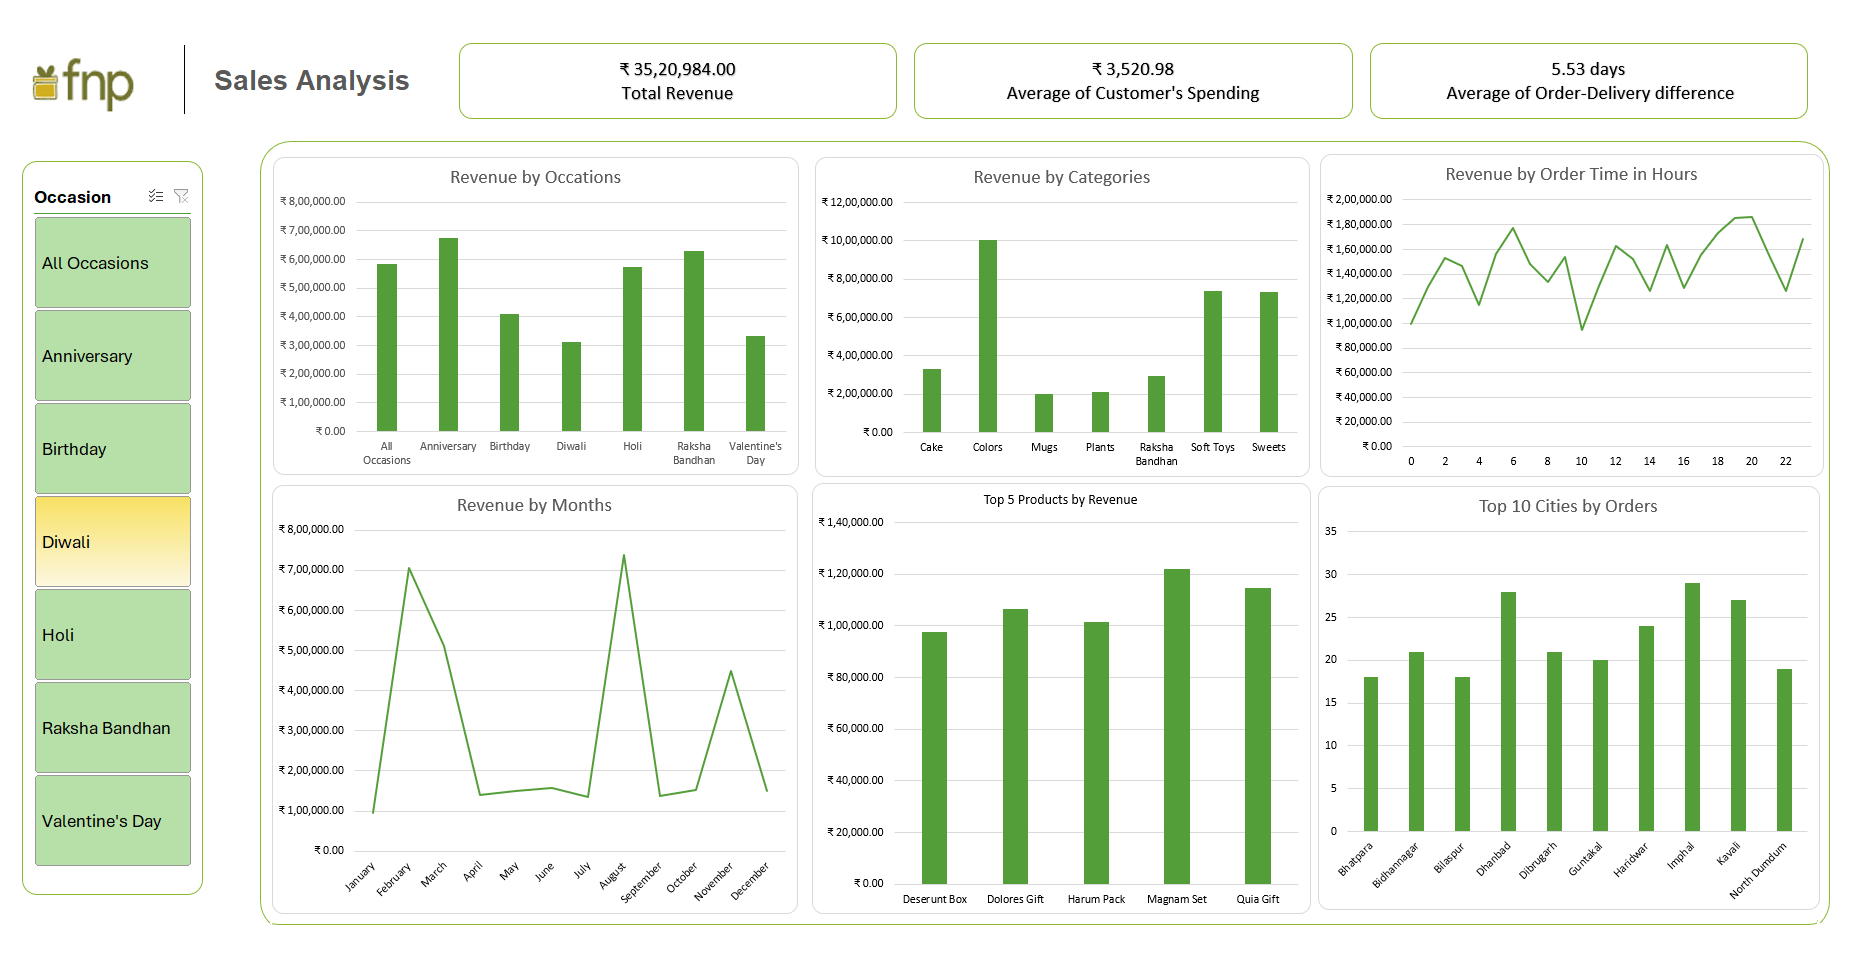 fnp
Sales Analysis
₹ 35,20,984.00
Total Revenue
₹ 3,520.98
Average of Customer's Spending
5.53 days
Average of Order-Delivery difference
Occasion
All Occasions
Anniversary
Birthday
Diwali
Holi
Raksha Bandhan
Valentine's Day
Revenue by Occations
₹ 8,00,000.00
₹ 7,00,000.00
₹ 6,00,000.00
₹ 5,00,000.00
₹ 4,00,000.00
₹ 3,00,000.00
₹ 2,00,000.00
₹ 1,00,000.00
₹ 0.00
All Occasions
Anniversary
Birthday
Diwali
Holi
Raksha Bandhan
Valentine's Day
Revenue by Categories
₹ 12,00,000.00
₹ 10,00,000.00
₹ 8,00,000.00
₹ 6,00,000.00
₹ 4,00,000.00
₹ 2,00,000.00
₹ 0.00
Cake
Colors
Mugs
Plants
Raksha Bandhan
Soft Toys
Sweets
Revenue by Order Time in Hours
₹ 2,00,000.00
₹ 1,80,000.00
₹ 1,60,000.00
₹ 1,40,000.00
₹ 1,20,000.00
₹ 1,00,000.00
₹ 80,000.00
₹ 60,000.00
₹ 40,000.00
₹ 20,000.00
₹ 0.00
0 2 4 6 8 10 12 14 16 18 20 22
Revenue by Months
₹ 8,00,000.00
₹ 7,00,000.00
₹ 6,00,000.00
₹ 5,00,000.00
₹ 4,00,000.00
₹ 3,00,000.00
₹ 2,00,000.00
₹ 1,00,000.00
₹ 0.00
January
February
March
April
May
June
July
August
September
October
November
December
Top 5 Products by Revenue
₹ 1,40,000.00
₹ 1,20,000.00
₹ 1,00,000.00
₹ 80,000.00
₹ 60,000.00
₹ 40,000.00
₹ 20,000.00
₹ 0.00
Deserunt Box
Dolores Gift
Harum Pack
Magnam Set
Quia Gift
Top 10 Cities by Orders
35
30
25
20
15
10
5
0
Bhatpara
Bidhannagar
Bilaspur
Dhanbad
Dibrugarh
Guntakal
Haridwar
Imphal
Kavali
North Dumdum